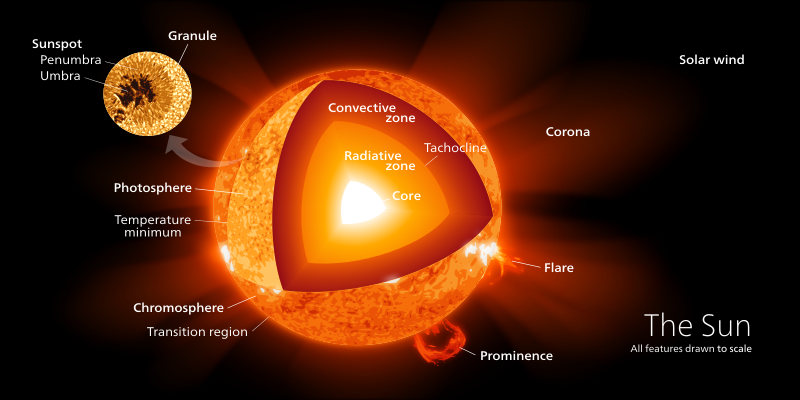 Granule
Sunspot
Penumbra
Umbra
Solar wind
Convective
zone
Corona
Tachocline
Radiative
zone
Photosphere
Core
Temperature
minimum
Flare
Chromosphere
Transition region
The Sun
All features drawn to scale
Prominence